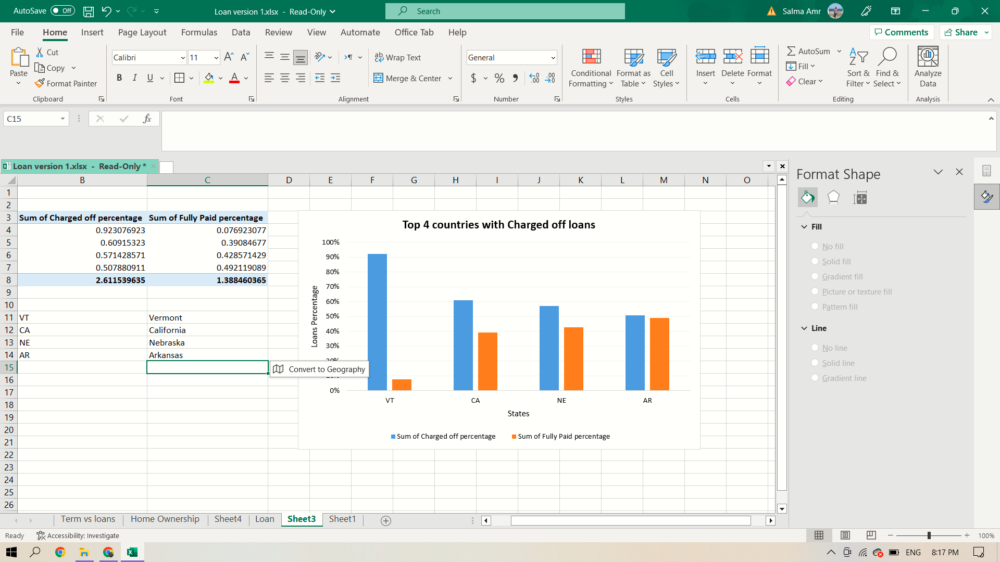 AutoSave Off Loan version 1.xlsx - Read-Only Search Salma Amr
File Home Insert Page Layout Formulas Data Review View Automate Office Tab Help Comments Share
Paste Cut Copy Format Painter Clipboard
Calibri 11 B I U A Font
Wrap Text Merge & Center Alignment
General $ % Number
Conditional Formatting Format as Table Cell Styles Styles
Insert Delete Format Cells
AutoSum Fill Clear Sort & Filter Find & Select Editing
Analyze Data Analysis
C15 fx
Loan version 1.xlsx - Read-Only *
B C D E F G H I J K L M N O
1
2
3 Sum of Charged off percentage Sum of Fully Paid percentage
4 0.923076923 0.076923077
5 0.60915323 0.39084677
6 0.571428571 0.428571429
7 0.507880911 0.492119089
8 2.611539635 1.388460365
9
10
11 VT Vermont
12 CA California
13 NE Nebraska
14 AR Arkansas
15
16
17
18
19
20
21
22
23
24
25
26
Convert to Geography
Top 4 countries with Charged off loans
Loans Percentage
100%
90%
80%
70%
60%
50%
40%
30%
0%
VT CA NE AR
States
Sum of Charged off percentage Sum of Fully Paid percentage
Format Shape
Fill
No fill
Solid fill
Gradient fill
Picture or texture fill
Pattern fill
Line
No line
Solid line
Gradient line
Term vs loans Home Ownership Sheet4 Loan Sheet3 Sheet1
Ready Accessibility: Investigate 100%
ENG 8:17 PM